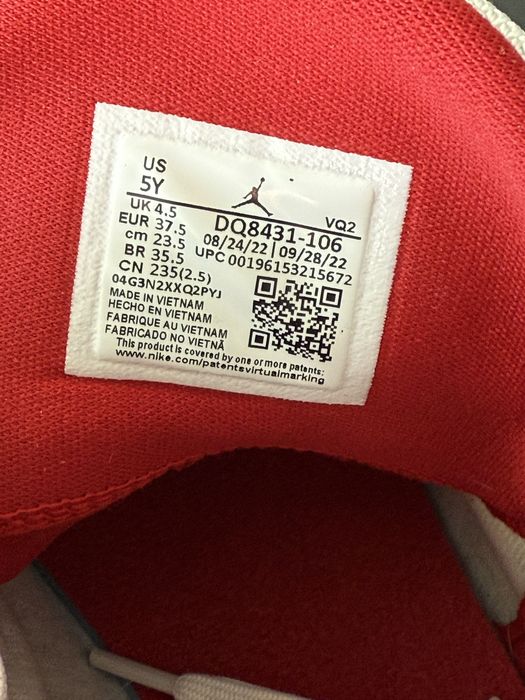 US
5Y
UK 4.5
EUR 37.5
cm 23.5
BR 35.5
CN 235(2.5)
VQ2
DQ8431-106
08/24/22 | 09/28/22
UPC 00196153215672
04G3N2XXQ2PYJ
MADE IN VIETNAM
HECHO EN VIETNAM
FABRIQUE AU VIETNAM
FABRICADO NO VIETNÃ
This product is covered by one or more patents:
www.nike.com/patentsvirtualmarking